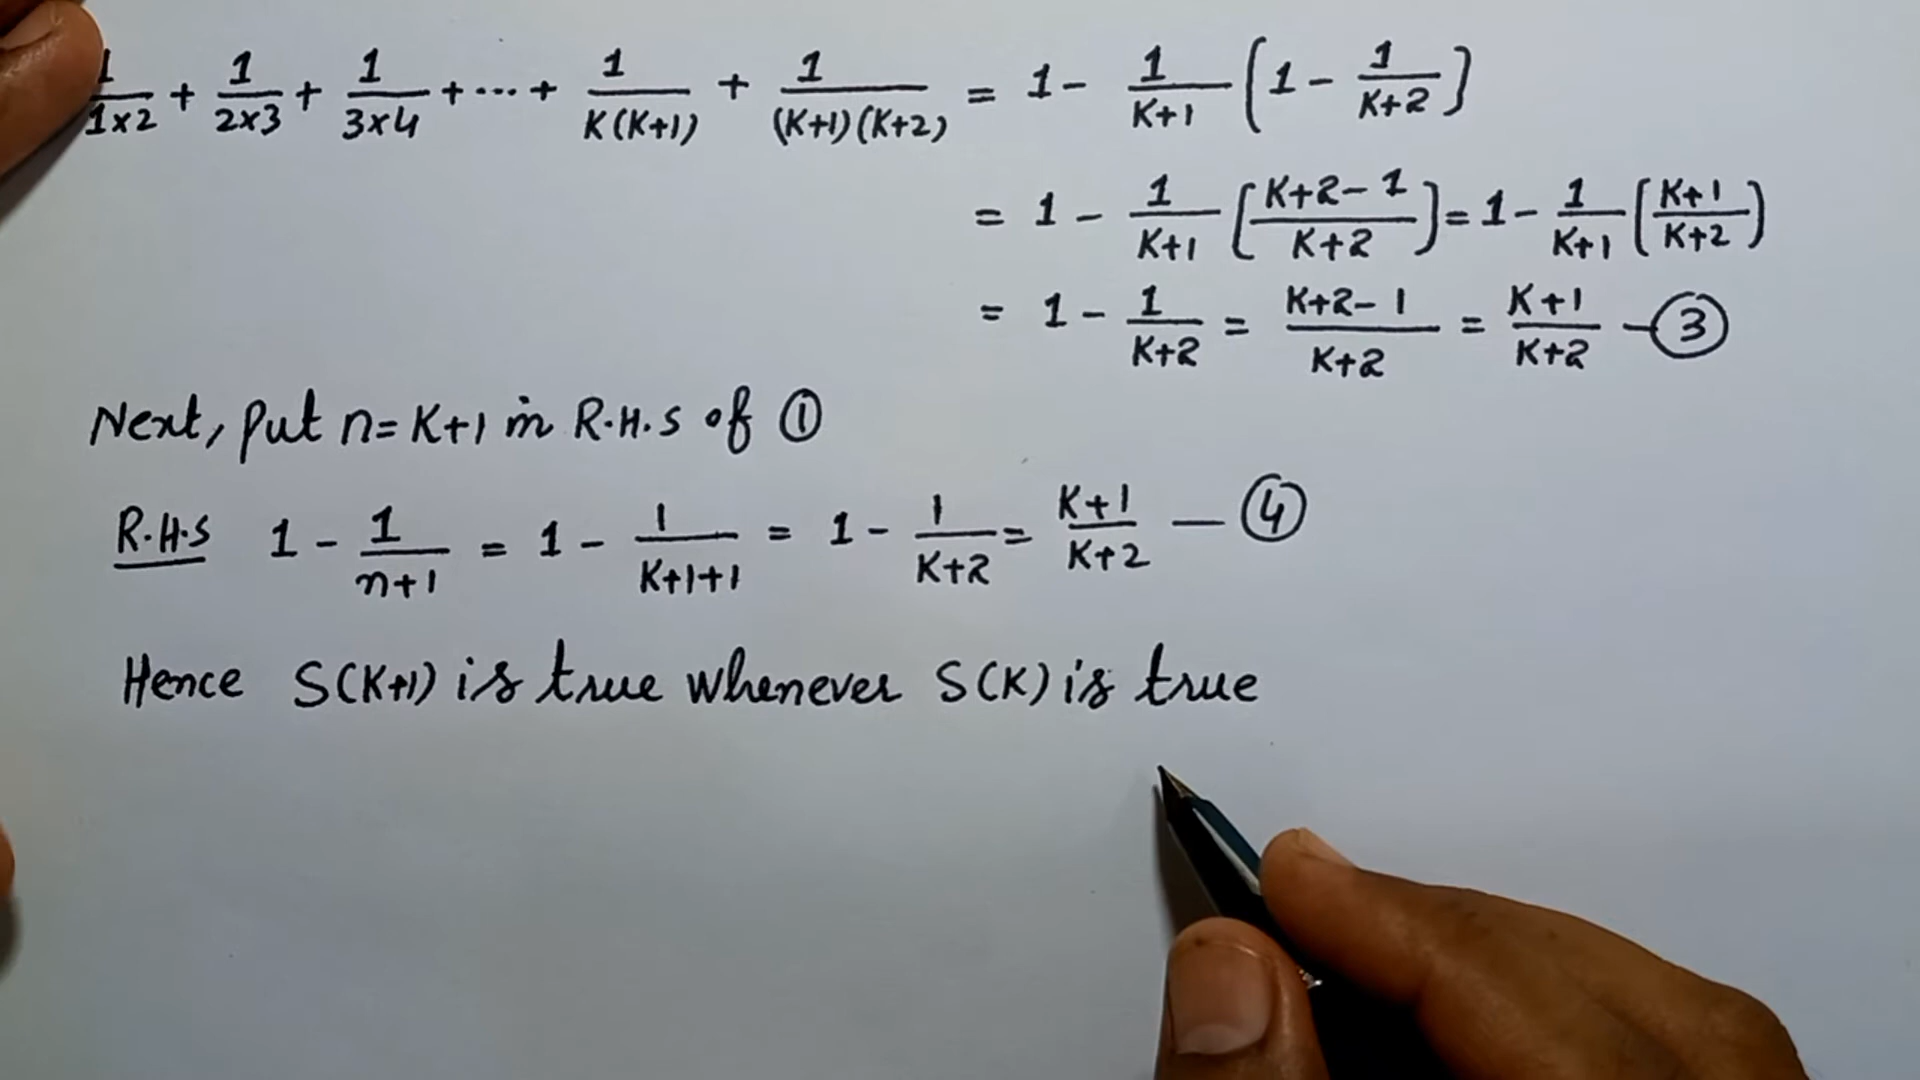 1/(1×2) + 1/(2×3) + 1/(3×4) + ... + 1/(K(K+1)) + 1/((K+1)(K+2)) = 1 - 1/(K+1) (1 - 1/(K+2))
= 1 - 1/(K+1) [(K+2-1)/(K+2)] = 1 - 1/(K+1) ((K+1)/(K+2))
= 1 - 1/(K+2) = (K+2-1)/(K+2) = (K+1)/(K+2) — ③
Next, Put n = K+1 in R.H.S of ①
R.H.S 1 - 1/(n+1) = 1 - 1/(K+1+1) = 1 - 1/(K+2) = (K+1)/(K+2) — ④
Hence S(K+1) is true whenever S(K) is true